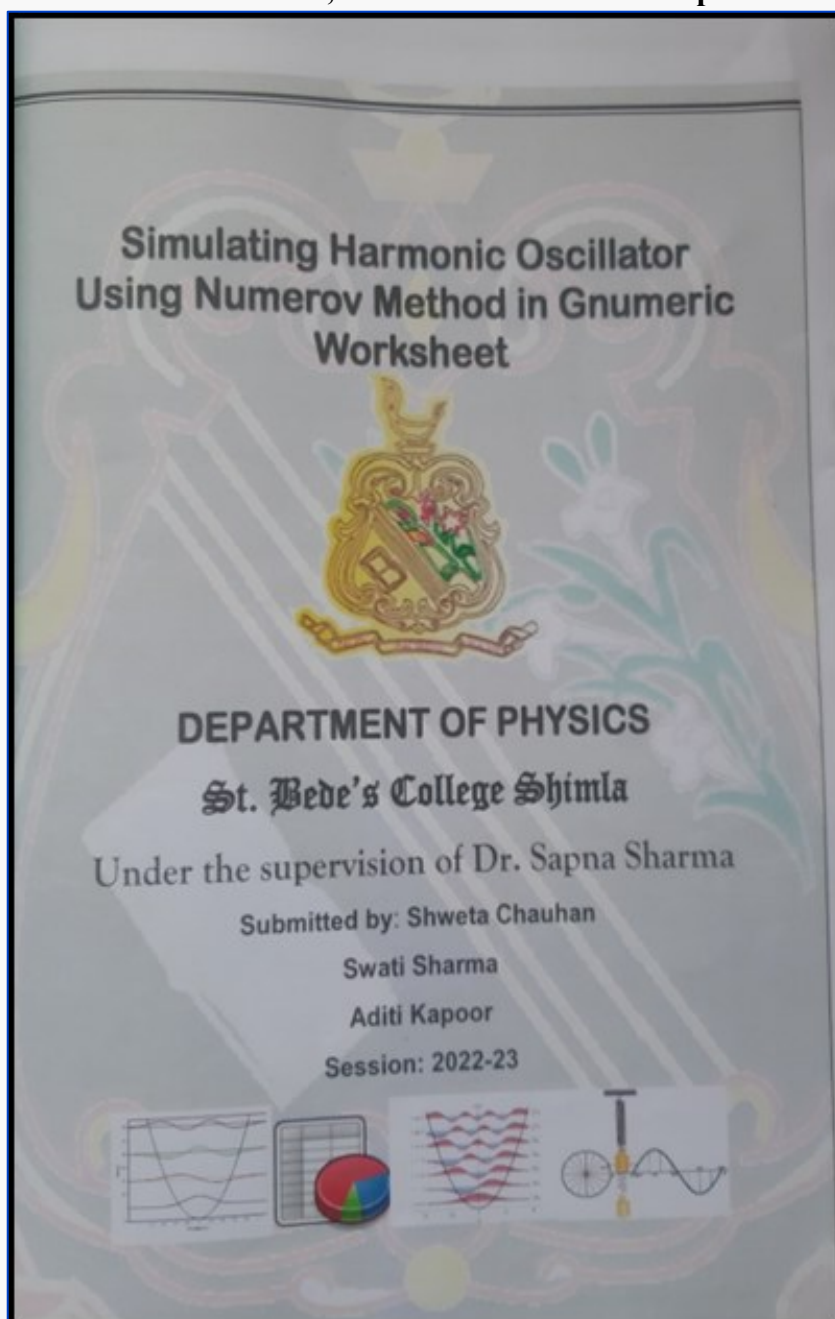 Simulating Harmonic Oscillator
Using Numerov Method in Gnumeric
Worksheet
DEPARTMENT OF PHYSICS
St. Bede's College Shimla
Under the supervision of Dr. Sapna Sharma
Submitted by: Shweta Chauhan
Swati Sharma
Aditi Kapoor
Session: 2022-23